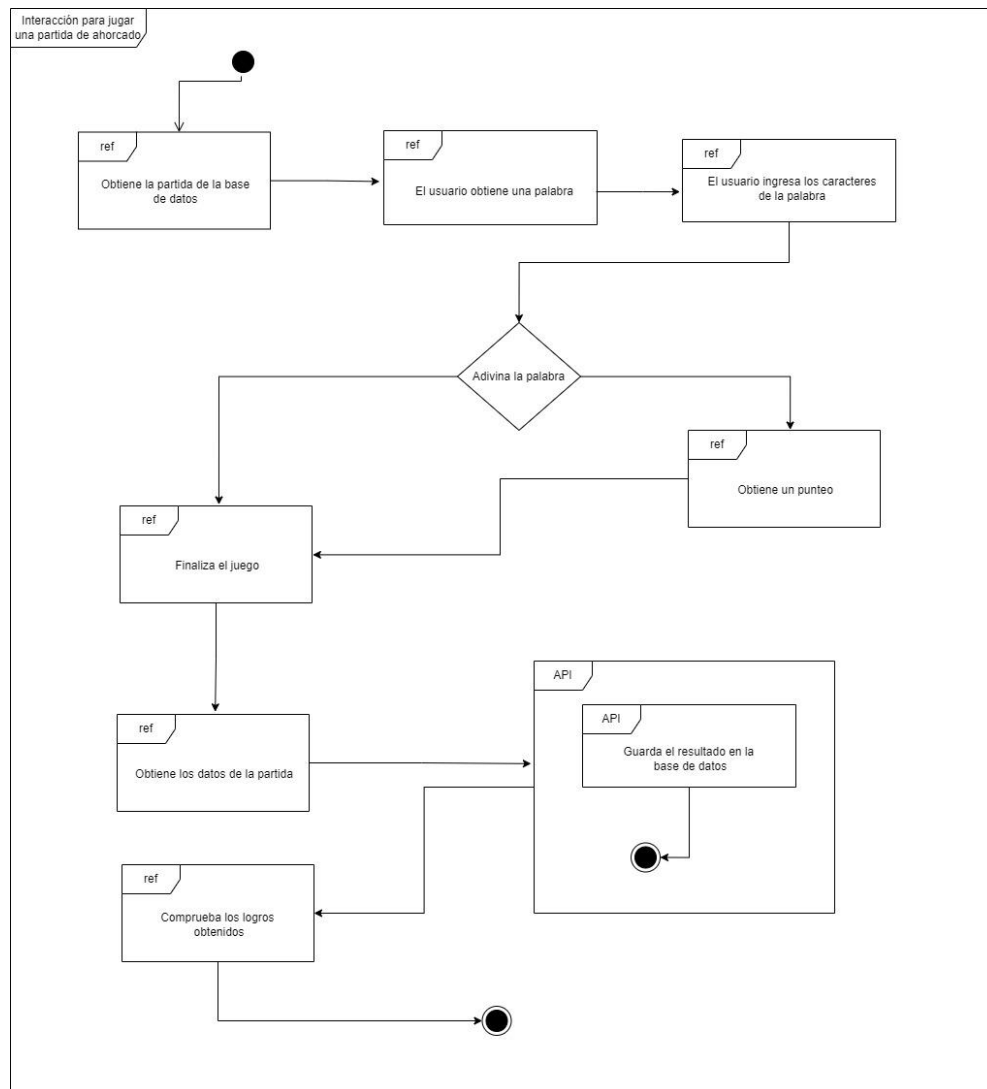 Interacción para jugar
una partida de ahorcado
ref
Obtiene la partida de la base
de datos
ref
El usuario obtiene una palabra
ref
El usuario ingresa los caracteres
de la palabra
Adivina la palabra
ref
Obtiene un punteo
ref
Finaliza el juego
API
API
Guarda el resultado en la
base de datos
ref
Obtiene los datos de la partida
ref
Comprueba los logros
obtenidos